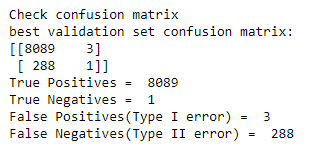 Check confusion matrix
best validation set confusion matrix:
[[8089    3]
 [ 288    1]]
True Positives =  8089
True Negatives =  1
False Positives(Type I error) =  3
False Negatives(Type II error) =  288